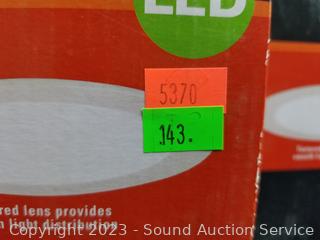 LED
5370
143.
red lens provides
light distribution
Copyright 2023 - Sound Auction Service